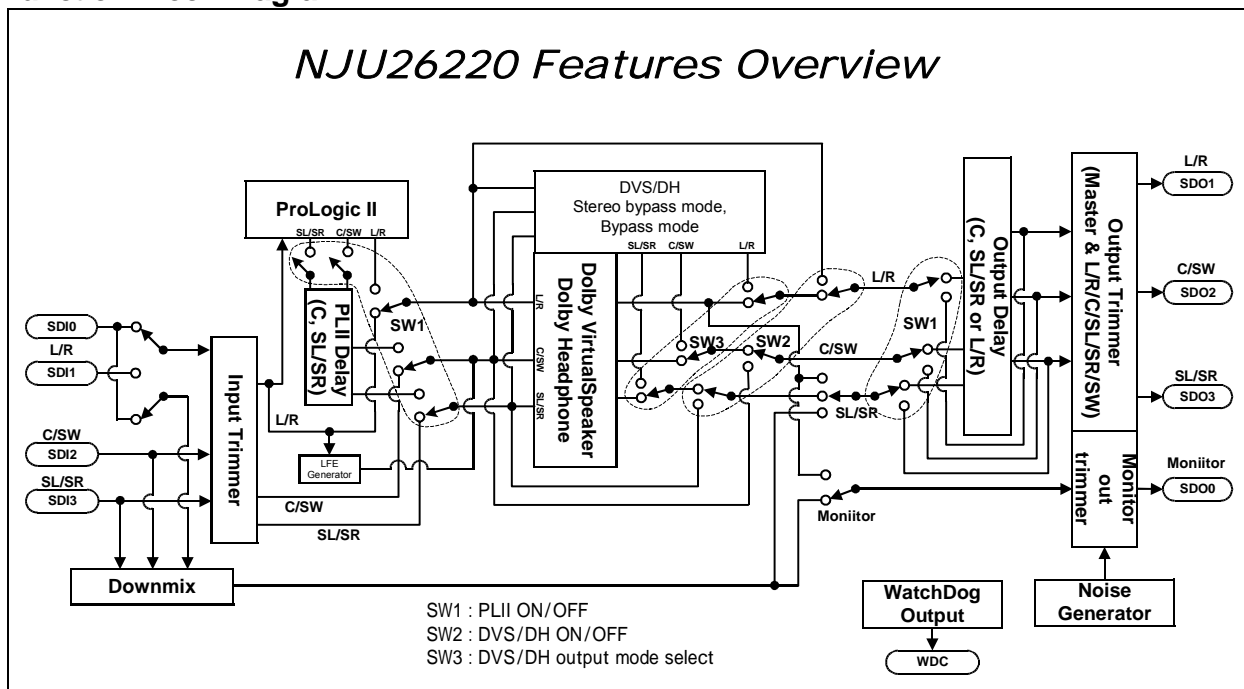 NJU26220 Features Overview
ProLogic II
SL/SR
C/SW
L/R
PLII Delay
(C, SL/SR)
SW1
DVS/DH
Stereo bypass mode,
Bypass mode
SL/SR
C/SW
L/R
Dolby VirtualSpeaker
Dolby Headphone
L/R
C/SW
SL/SR
SW3
SW2
L/R
C/SW
SL/SR
SW1
Output Delay
(C, SL/SR or L/R)
Output Trimmer
(Master & L/R/C/SL/SR/SW)
Monitor
out
trimmer
L/R
SDO1
C/SW
SDO2
SL/SR
SDO3
Moniitor
SDO0
SDI0
L/R
SDI1
C/SW
SDI2
SL/SR
SDI3
Input Trimmer
L/R
LFE
Generator
C/SW
SL/SR
Moniitor
Downmix
SW1 : PLII ON/OFF
SW2 : DVS/DH ON/OFF
SW3 : DVS/DH output mode select
WatchDog
Output
WDC
Noise
Generator